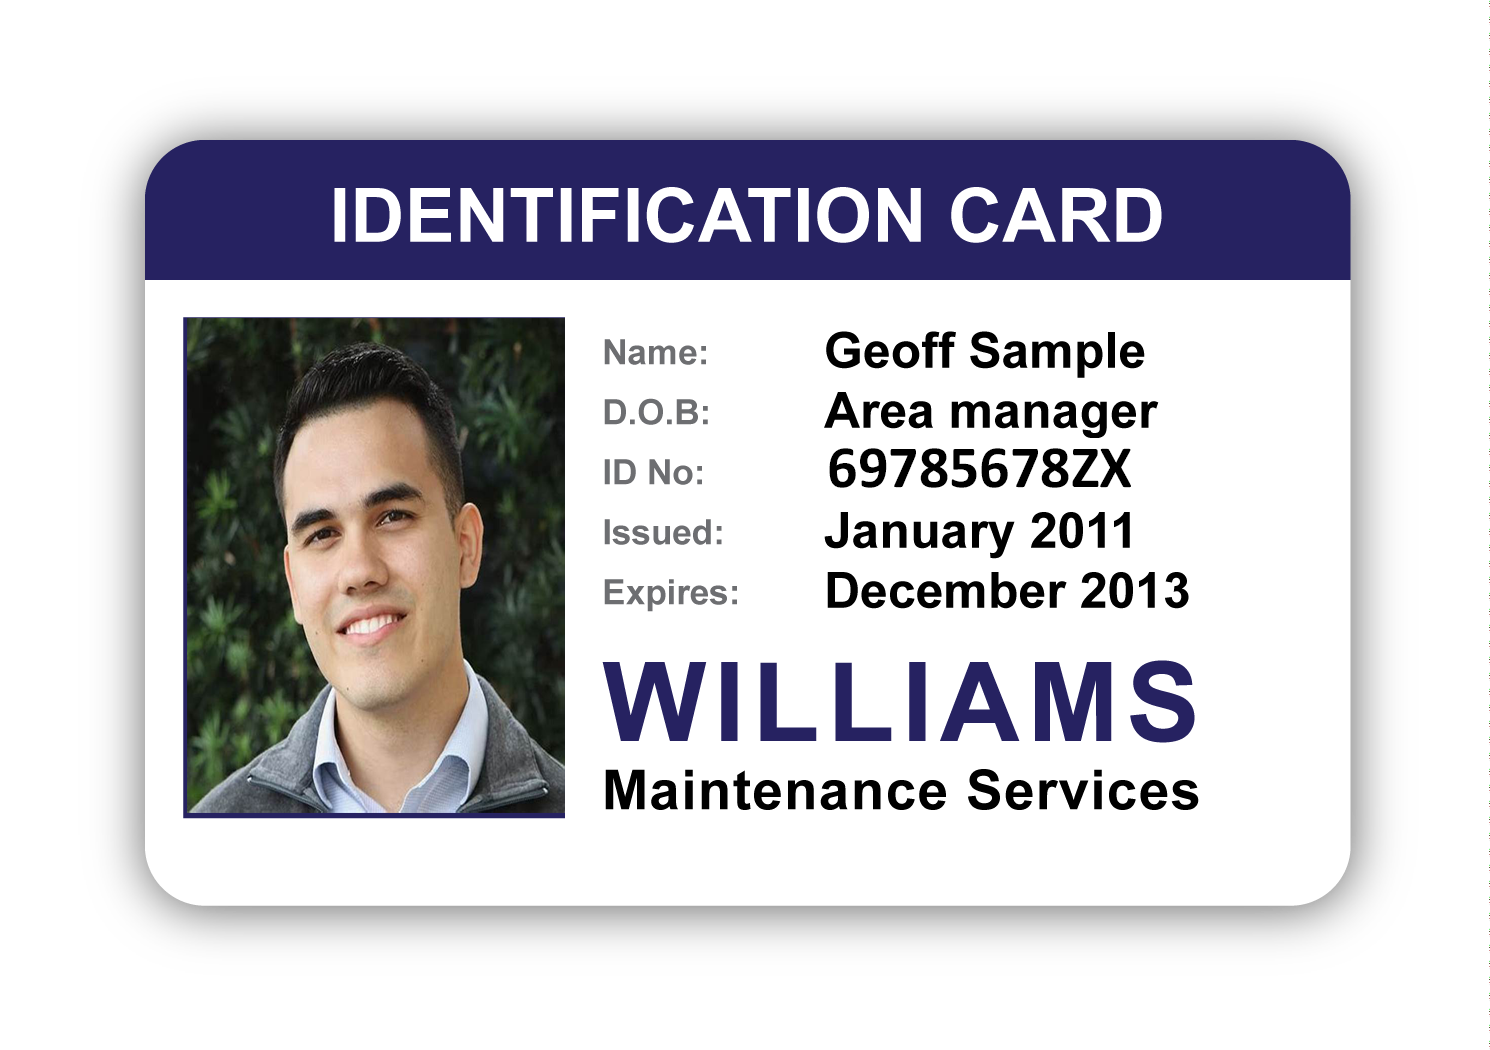 IDENTIFICATION CARD
Name: Geoff Sample
D.O.B: Area manager
ID No: 69785678ZX
Issued: January 2011
Expires: December 2013
WILLIAMS
Maintenance Services